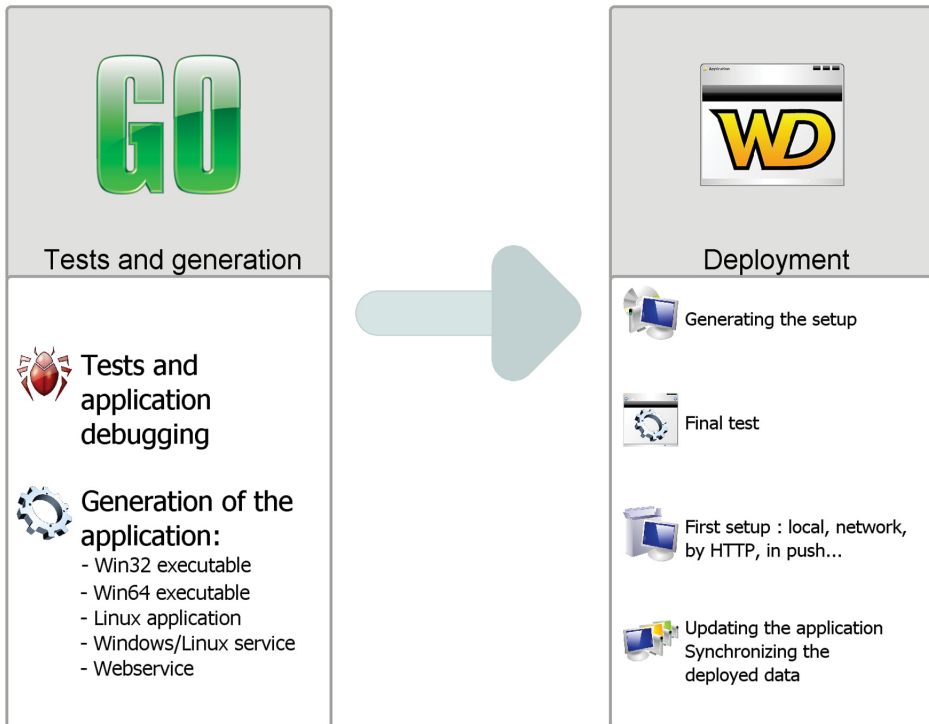 GO
Tests and generation
Tests and
application
debugging
Generation of the
application:
- Win32 executable
- Win64 executable
- Linux application
- Windows/Linux service
- Webservice
Application
WD
Deployment
Generating the setup
Final test
First setup : local, network,
by HTTP, in push...
Updating the application
Synchronizing the
deployed data